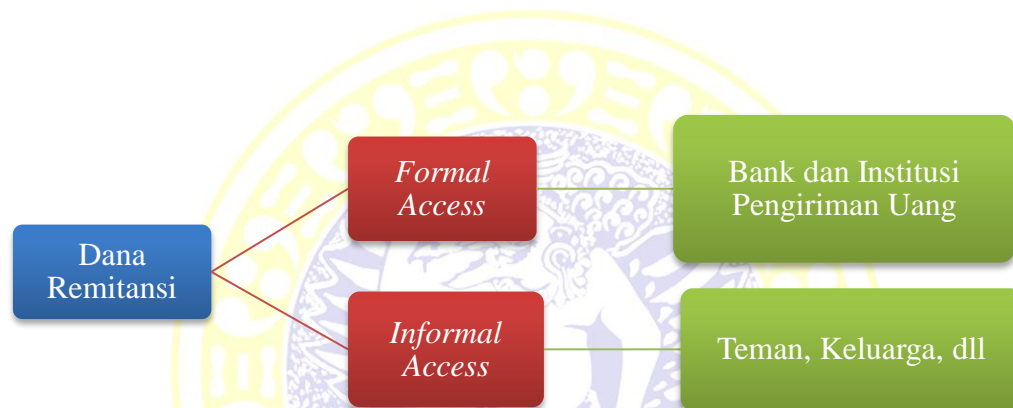 Dana
Remitansi
Formal
Access
Bank dan Institusi
Pengiriman Uang
Informal
Access
Teman, Keluarga, dll